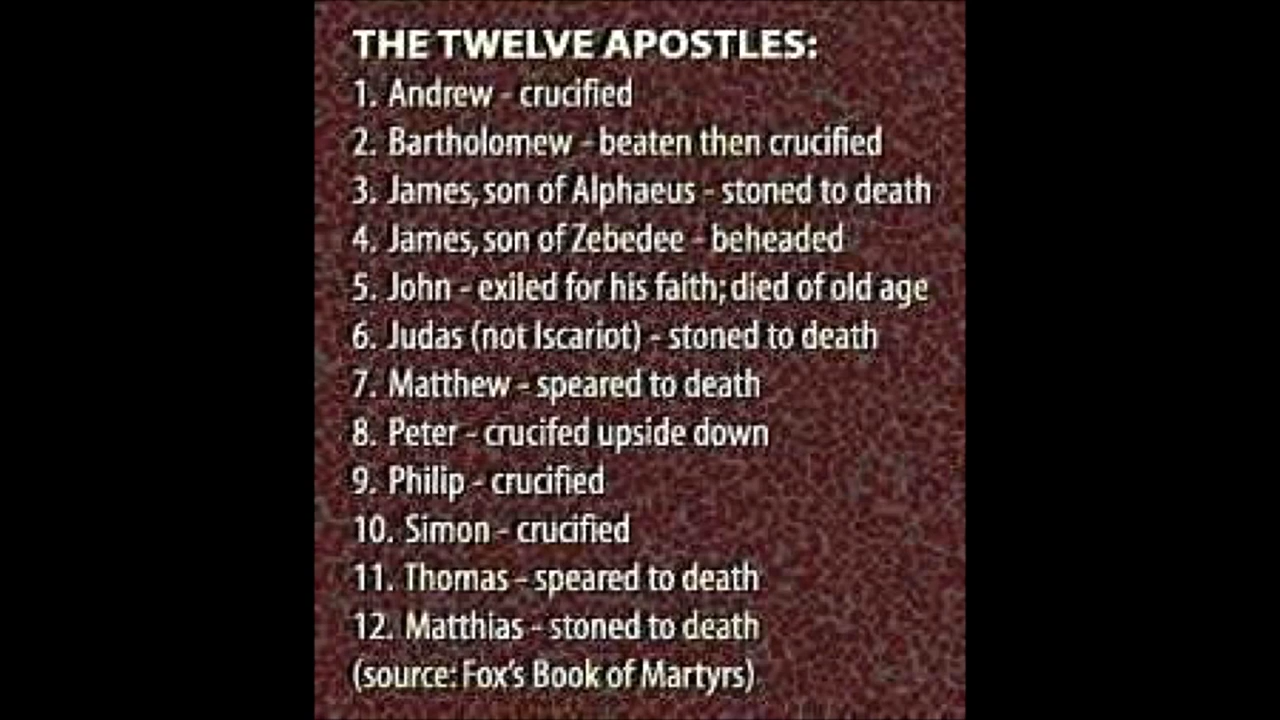 THE TWELVE APOSTLES:
1. Andrew - crucified
2. Bartholomew - beaten then crucified
3. James, son of Alphaeus - stoned to death
4. James, son of Zebedee - beheaded
5. John - exiled for his faith; died of old age
6. Judas (not Iscariot) - stoned to death
7. Matthew - speared to death
8. Peter - crucifed upside down
9. Philip - crucified
10. Simon - crucified
11. Thomas - speared to death
12. Matthias - stoned to death
(source: Fox's Book of Martyrs)